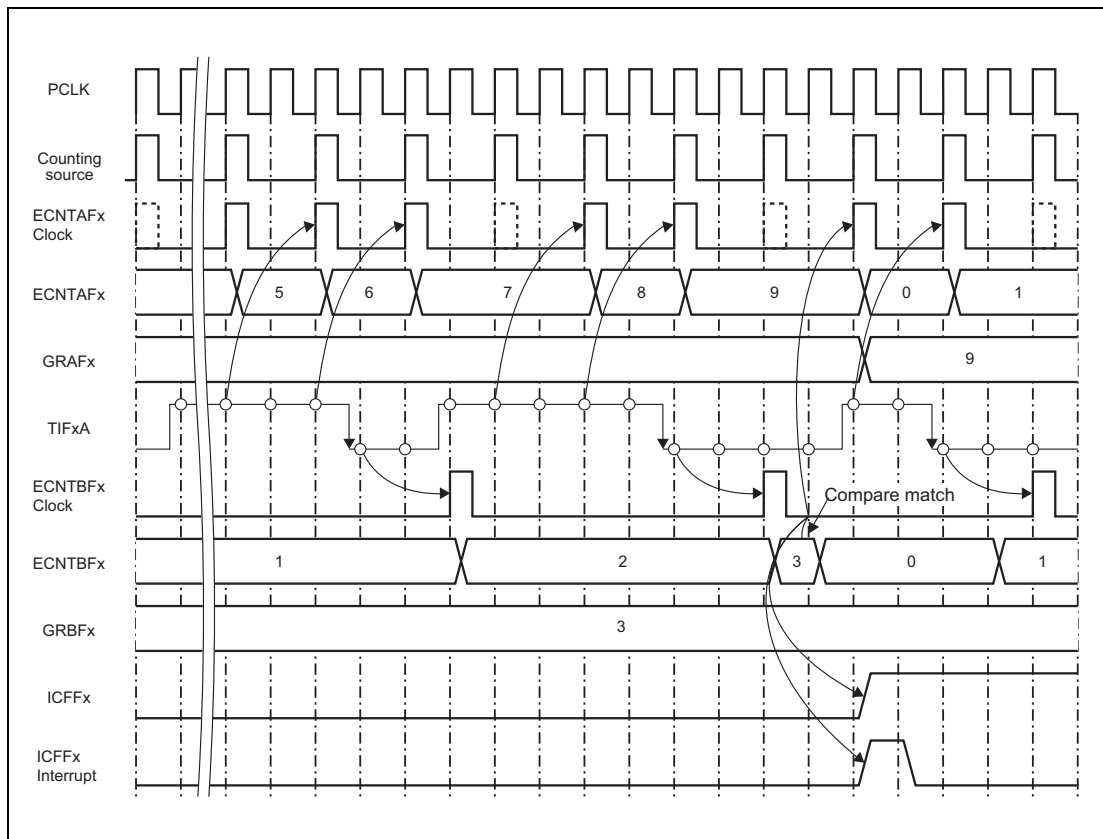 PCLK
Counting
source
ECNTAFx
Clock
ECNTAFx
5 6 7 8 9 0 1
GRAFx
9
TIFxA
ECNTBFx
Clock
Compare match
ECNTBFx
1 2 3 0 1
GRBFx
3
ICFFx
ICFFx
Interrupt